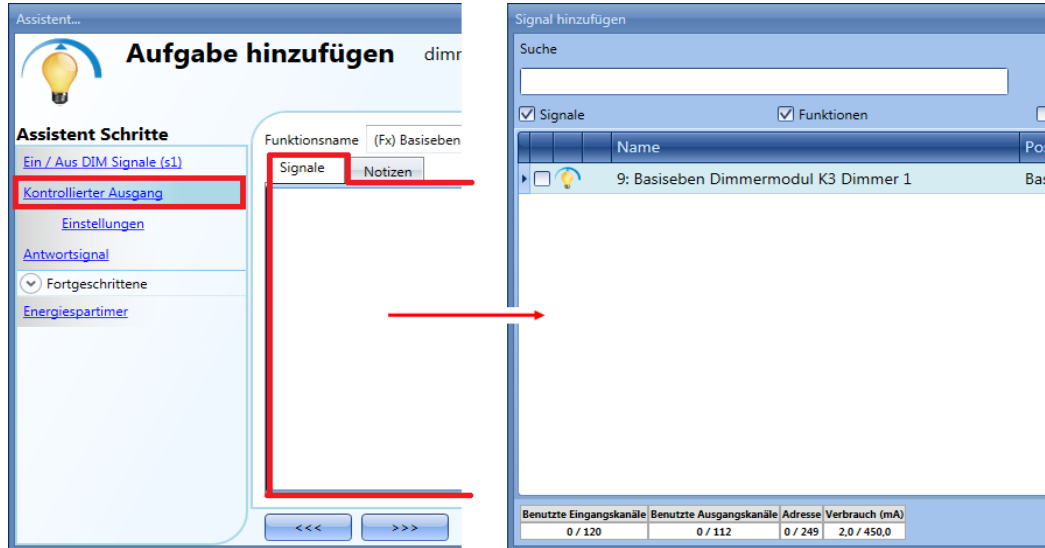 Assistent...
Aufgabe hinzufügen dimr
Assistent Schritte
Ein / Aus DIM Signale (s1)
Kontrollierter Ausgang
Einstellungen
Antwortsignal
Fortgeschrittene
Energiespartimer
Funktionsname (Fx) Basiseben
Signale Notizen
<<< >>>
Signal hinzufügen
Suche
Signale Funktionen
Name Pos
9: Basiseben Dimmermodul K3 Dimmer 1 Bas
Benutzte Eingangskanäle Benutzte Ausgangskanäle Adresse Verbrauch (mA)
0 / 120 0 / 112 0 / 249 2,0 / 450,0